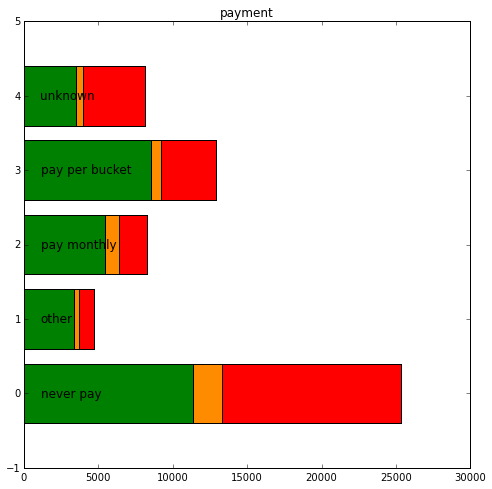 payment
5
unknown
4
pay per bucket
3
pay monthly
2
other
1
never pay
0
−1
0 5000 10000 15000 20000 25000 30000